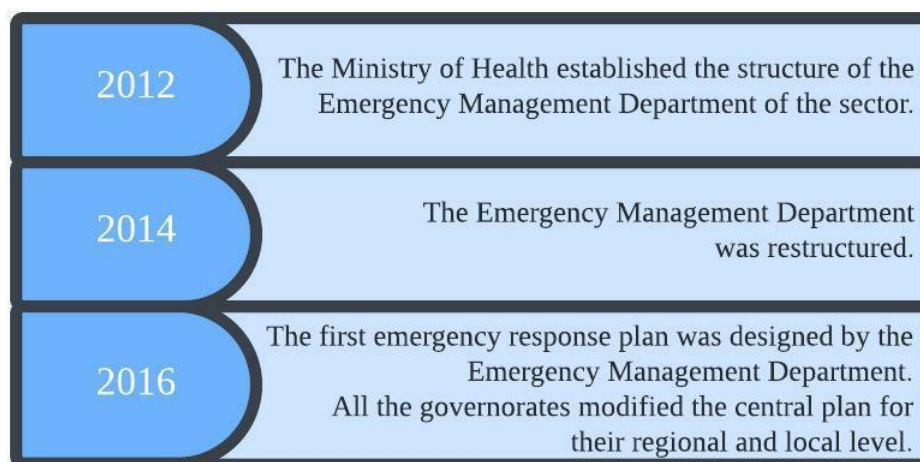 2012
The Ministry of Health established the structure of the
Emergency Management Department of the sector.
2014
The Emergency Management Department
was restructured.
2016
The first emergency response plan was designed by the
Emergency Management Department.
All the governorates modified the central plan for
their regional and local level.